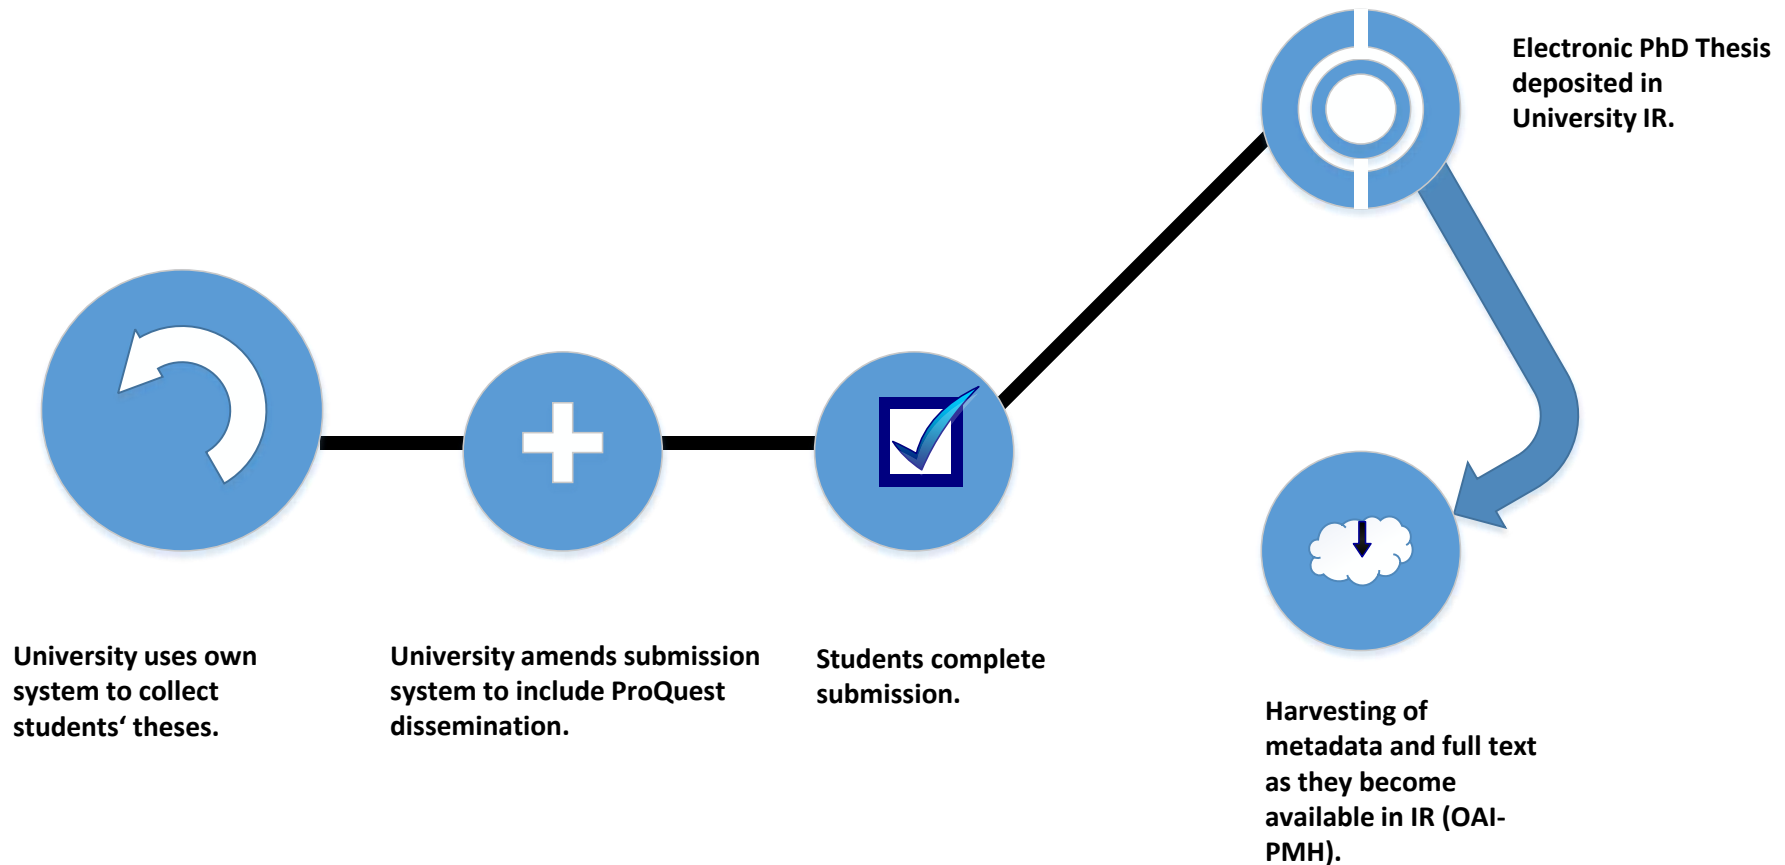 Electronic PhD Thesis
deposited in
University IR.
University uses own
system to collect
students‘ theses.
University amends submission
system to include ProQuest
dissemination.
Students complete
submission.
Harvesting of
metadata and full text
as they become
available in IR (OAI-
PMH).